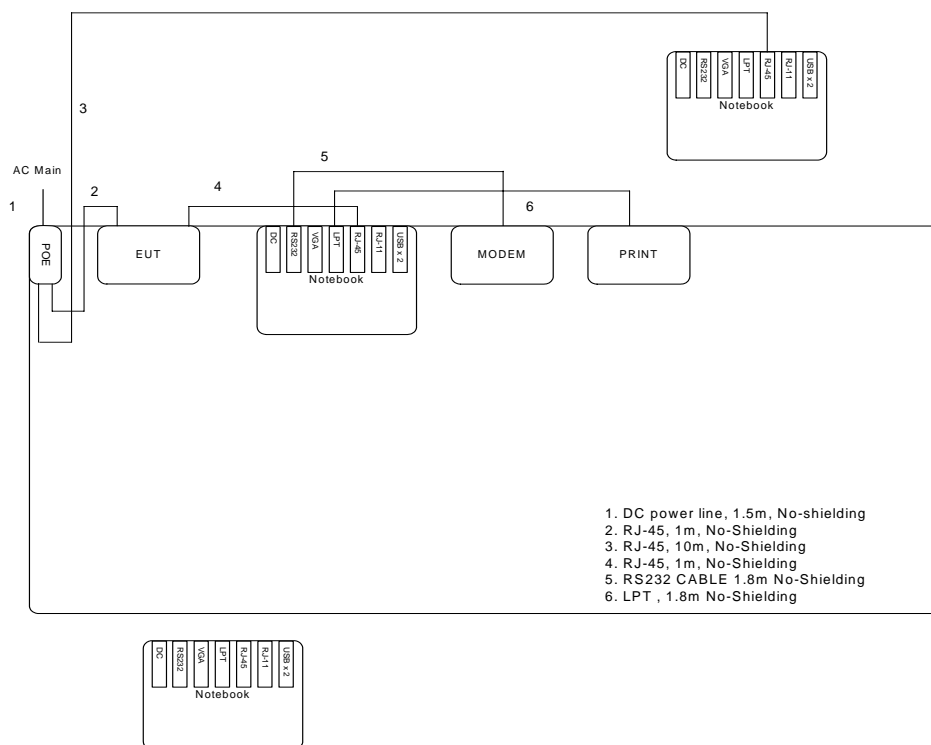 DC
RS232
VGA
LPT
RJ-45
RJ-11
USB x 2
Notebook
3
5
AC Main
4
2
1
6
POE
EUT
DC
RS232
VGA
LPT
RJ-45
RJ-11
USB x 2
Notebook
MODEM
PRINT
1. DC power line, 1.5m, No-shielding
2. RJ-45, 1m, No-Shielding
3. RJ-45, 10m, No-Shielding
4. RJ-45, 1m, No-Shielding
5. RS232 CABLE 1.8m No-Shielding
6. LPT , 1.8m No-Shielding
DC
RS232
VGA
LPT
RJ-45
RJ-11
USB x 2
Notebook